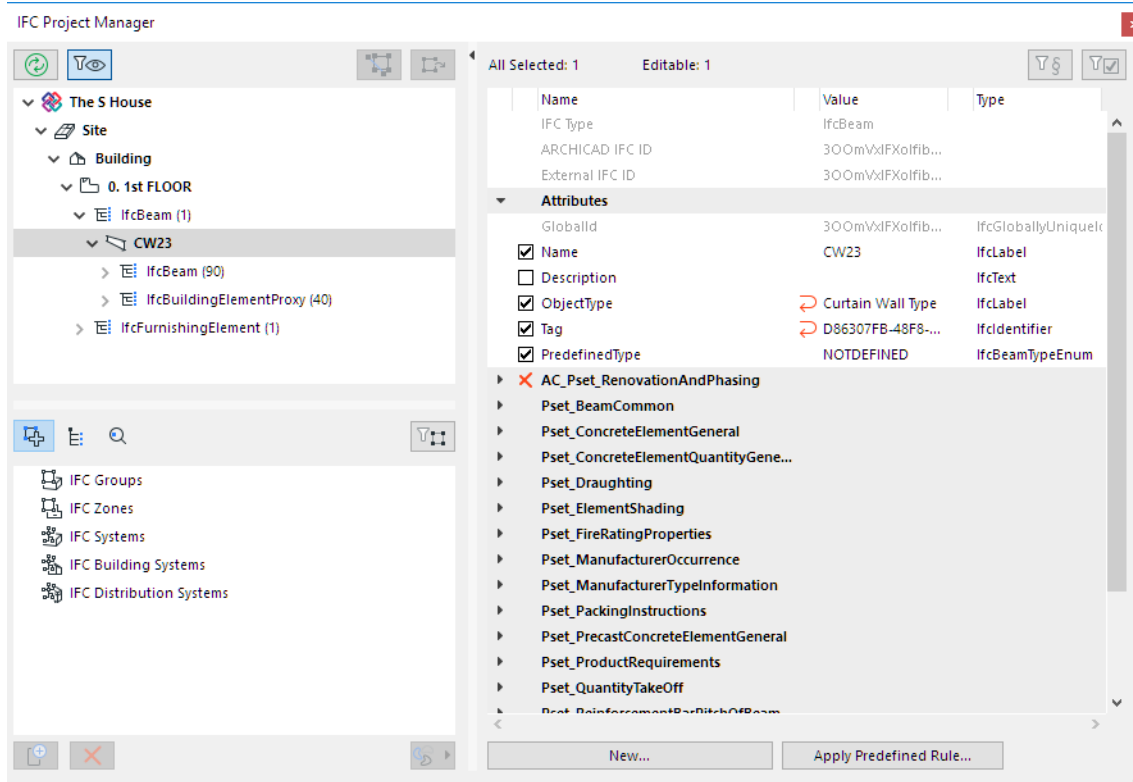 IFC Project Manager
The S House
Site
Building
0. 1st FLOOR
IfcBeam (1)
CW23
IfcBeam (90)
IfcBuildingElementProxy (40)
IfcFurnishingElement (1)
IFC Groups
IFC Zones
IFC Systems
IFC Building Systems
IFC Distribution Systems
All Selected: 1 Editable: 1
Name Value Type
IFC Type IfcBeam
ARCHICAD IFC ID 3OOmVxIFXolfib...
External IFC ID 3OOmVxIFXolfib...
Attributes
GlobalId 3OOmVxIFXolfib... IfcGloballyUniqueIc
Name CW23 IfcLabel
Description IfcText
ObjectType Curtain Wall Type IfcLabel
Tag D86307FB-48F8-... IfcIdentifier
PredefinedType NOTDEFINED IfcBeamTypeEnum
AC_Pset_RenovationAndPhasing
Pset_BeamCommon
Pset_ConcreteElementGeneral
Pset_ConcreteElementQuantityGene...
Pset_Draughting
Pset_ElementShading
Pset_FireRatingProperties
Pset_ManufacturerOccurrence
Pset_ManufacturerTypeInformation
Pset_PackingInstructions
Pset_PrecastConcreteElementGeneral
Pset_ProductRequirements
Pset_QuantityTakeOff
Pset_ReinforcementBarPitchOfBeam
New... Apply Predefined Rule...